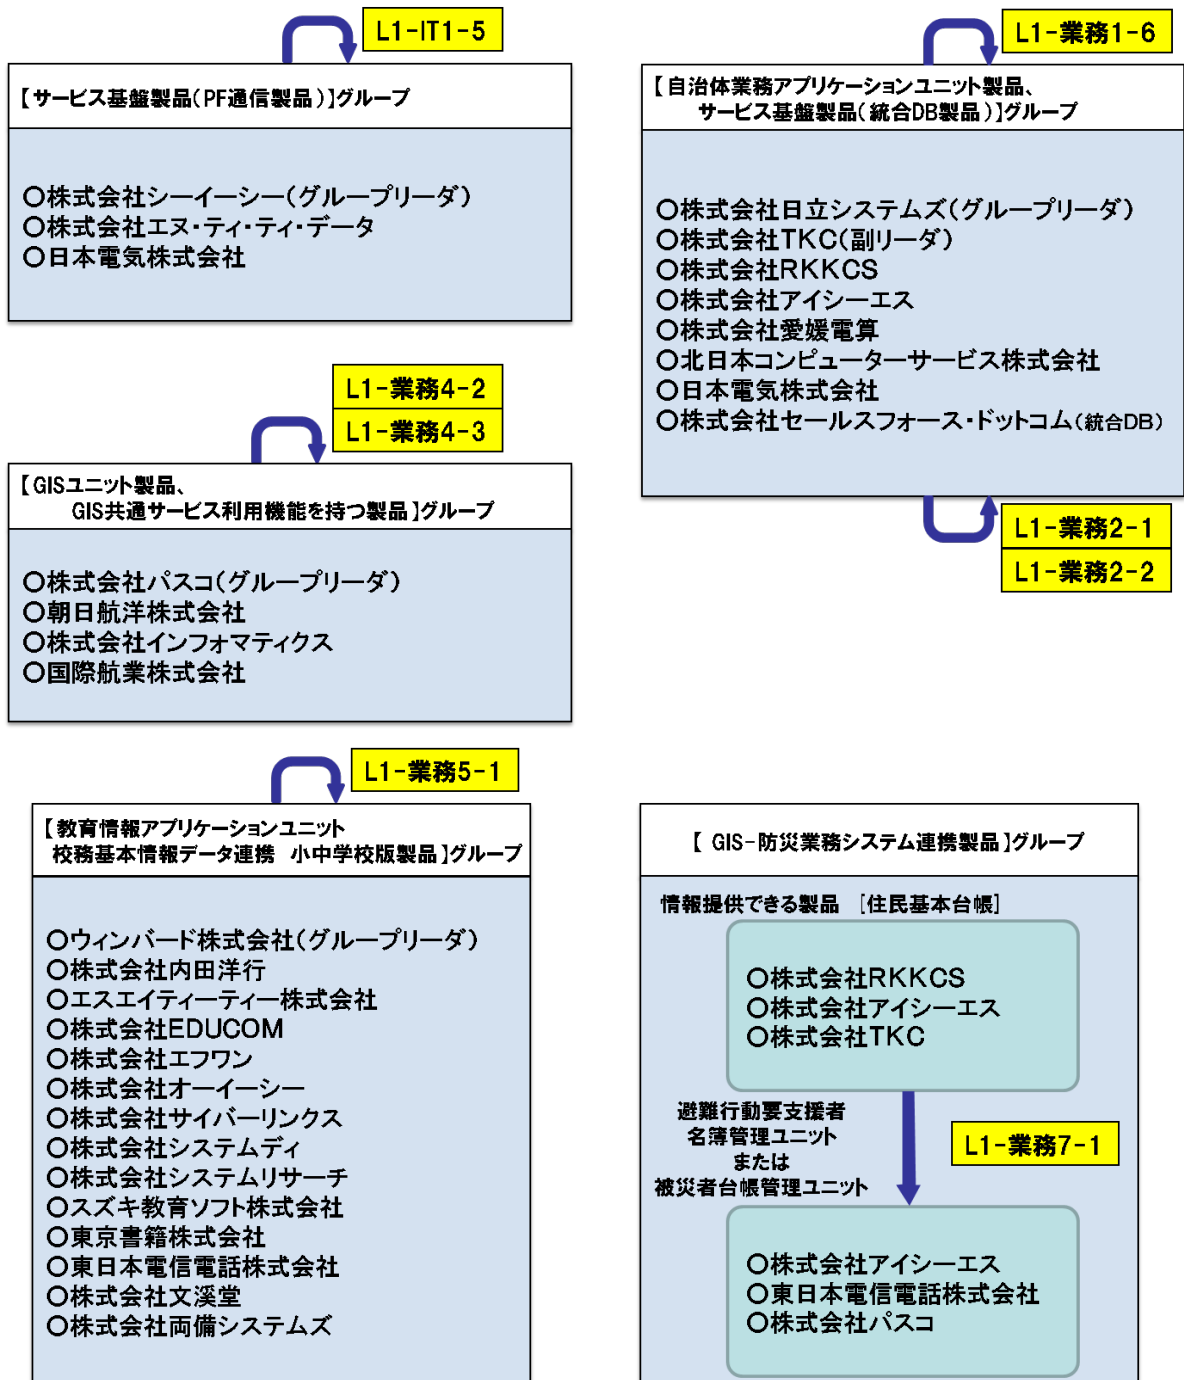 L1-IT1-5
【サービス基盤製品(PF通信製品)】グループ
○株式会社シーイーシー(グループリーダ)
○株式会社エヌ・ティ・ティ・データ
○日本電気株式会社
L1-業務1-6
【自治体業務アプリケーションユニット製品、
サービス基盤製品(統合DB製品)】グループ
○株式会社日立システムズ(グループリーダ)
○株式会社TKC(副リーダ)
○株式会社RKKCS
○株式会社アイシーエス
○株式会社愛媛電算
○北日本コンピューターサービス株式会社
○日本電気株式会社
○株式会社セールスフォース・ドットコム(統合DB)
L1-業務2-1
L1-業務2-2
L1-業務4-2
L1-業務4-3
【GISユニット製品、
GIS共通サービス利用機能を持つ製品】グループ
○株式会社パスコ(グループリーダ)
○朝日航洋株式会社
○株式会社インフォマティクス
○国際航業株式会社
L1-業務5-1
【教育情報アプリケーションユニット
校務基本情報データ連携　小中学校版製品】グループ
○ウィンバード株式会社(グループリーダ)
○株式会社内田洋行
○エスエイティーティー株式会社
○株式会社EDUCOM
○株式会社エフワン
○株式会社オーイーシー
○株式会社サイバーリンクス
○株式会社システムディ
○株式会社システムリサーチ
○スズキ教育ソフト株式会社
○東京書籍株式会社
○東日本電信電話株式会社
○株式会社文溪堂
○株式会社両備システムズ
【 GIS-防災業務システム連携製品】グループ
情報提供できる製品　[住民基本台帳]
○株式会社RKKCS
○株式会社アイシーエス
○株式会社TKC
避難行動要支援者
名簿管理ユニット
または
被災者台帳管理ユニット
L1-業務7-1
○株式会社アイシーエス
○東日本電信電話株式会社
○株式会社パスコ